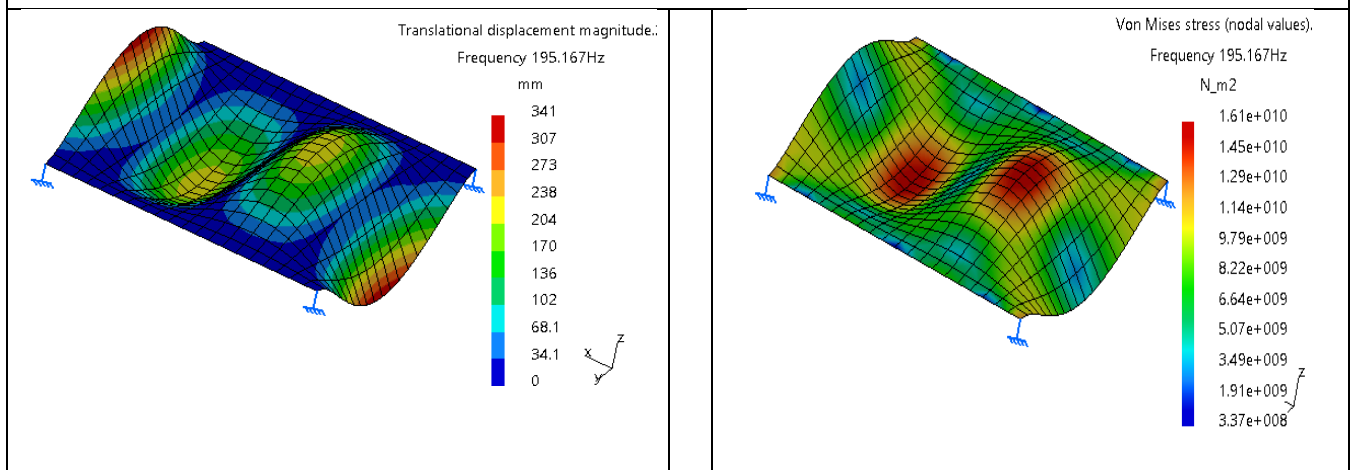 Translational displacement magnitude.
Frequency 195.167Hz
mm
341
307
273
238
204
170
136
102
68.1
34.1
0
x
y
z
Von Mises stress (nodal values).
Frequency 195.167Hz
N_m2
1.61e+010
1.45e+010
1.29e+010
1.14e+010
9.79e+009
8.22e+009
6.64e+009
5.07e+009
3.49e+009
1.91e+009
3.37e+008
z